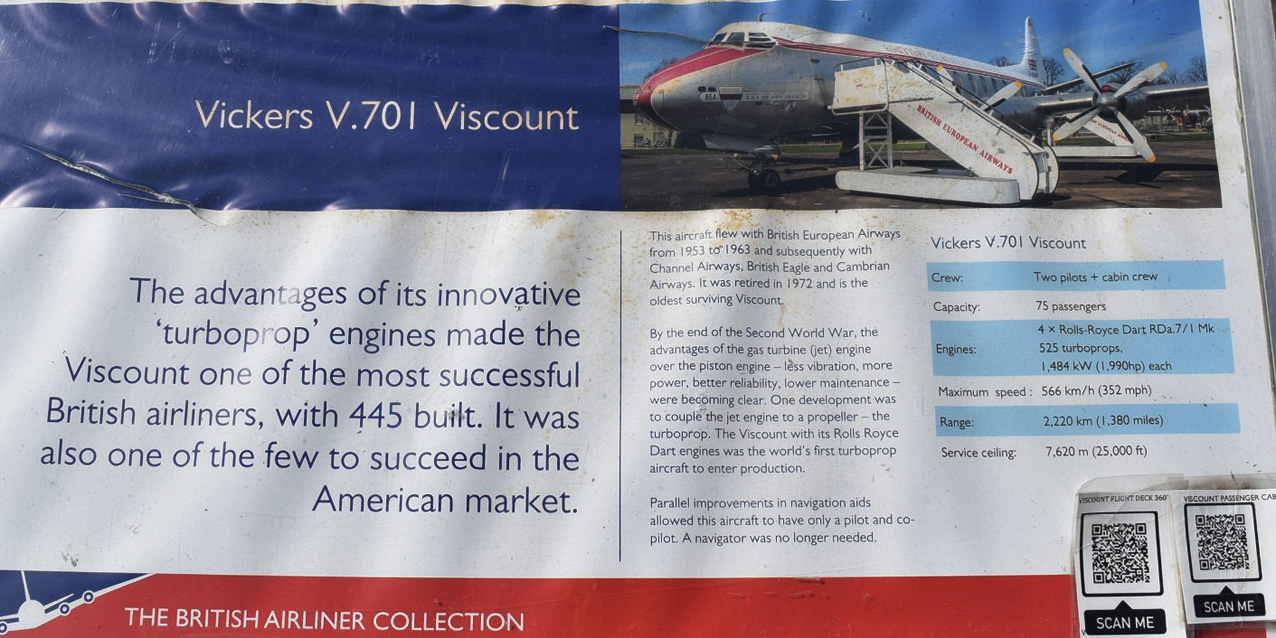 Vickers V.701 Viscount
BEA
BRITISH EUROPEAN AIRWAYS
The advantages of its innovative
'turboprop' engines made the
Viscount one of the most successful
British airliners, with 445 built. It was
also one of the few to succeed in the
American market.
This aircraft flew with British European Airways
from 1953 to 1963 and subsequently with
Channel Airways, British Eagle and Cambrian
Airways. It was retired in 1972 and is the
oldest surviving Viscount.
By the end of the Second World War, the
advantages of the gas turbine (jet) engine
over the piston engine – less vibration, more
power, better reliability, lower maintenance –
were becoming clear. One development was
to couple the jet engine to a propeller – the
turboprop. The Viscount with its Rolls Royce
Dart engines was the world's first turboprop
aircraft to enter production.
Parallel improvements in navigation aids
allowed this aircraft to have only a pilot and co-
pilot. A navigator was no longer needed.
Vickers V.701 Viscount
Crew: Two pilots + cabin crew
Capacity: 75 passengers
Engines: 4 × Rolls-Royce Dart RDa.7/1 Mk
525 turboprops,
1,484 kW (1,990hp) each
Maximum speed : 566 km/h (352 mph)
Range: 2,220 km (1,380 miles)
Service ceiling: 7,620 m (25,000 ft)
VISCOUNT FLIGHT DECK 360°
SCAN ME
VISCOUNT PASSENGER CAB
SCAN ME
THE BRITISH AIRLINER COLLECTION